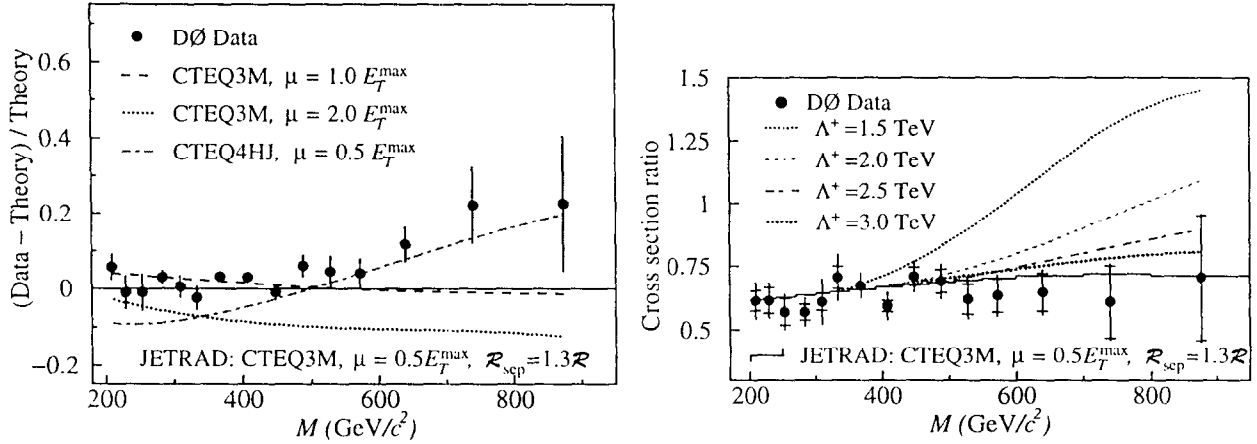 (Data – Theory) / Theory
0.6
0.4
0.2
0
−0.2
DØ Data
CTEQ3M, μ = 1.0 E_T^max
CTEQ3M, μ = 2.0 E_T^max
CTEQ4HJ, μ = 0.5 E_T^max
JETRAD: CTEQ3M, μ = 0.5E_T^max, R_sep=1.3R
200 400 600 800
M (GeV/c²)
Cross section ratio
1.5
1.25
1
0.75
0.5
DØ Data
Λ⁺ =1.5 TeV
Λ⁺ =2.0 TeV
Λ⁺ =2.5 TeV
Λ⁺ =3.0 TeV
JETRAD: CTEQ3M, μ = 0.5E_T^max, R_sep=1.3R
200 400 600 800
M (GeV/c²)